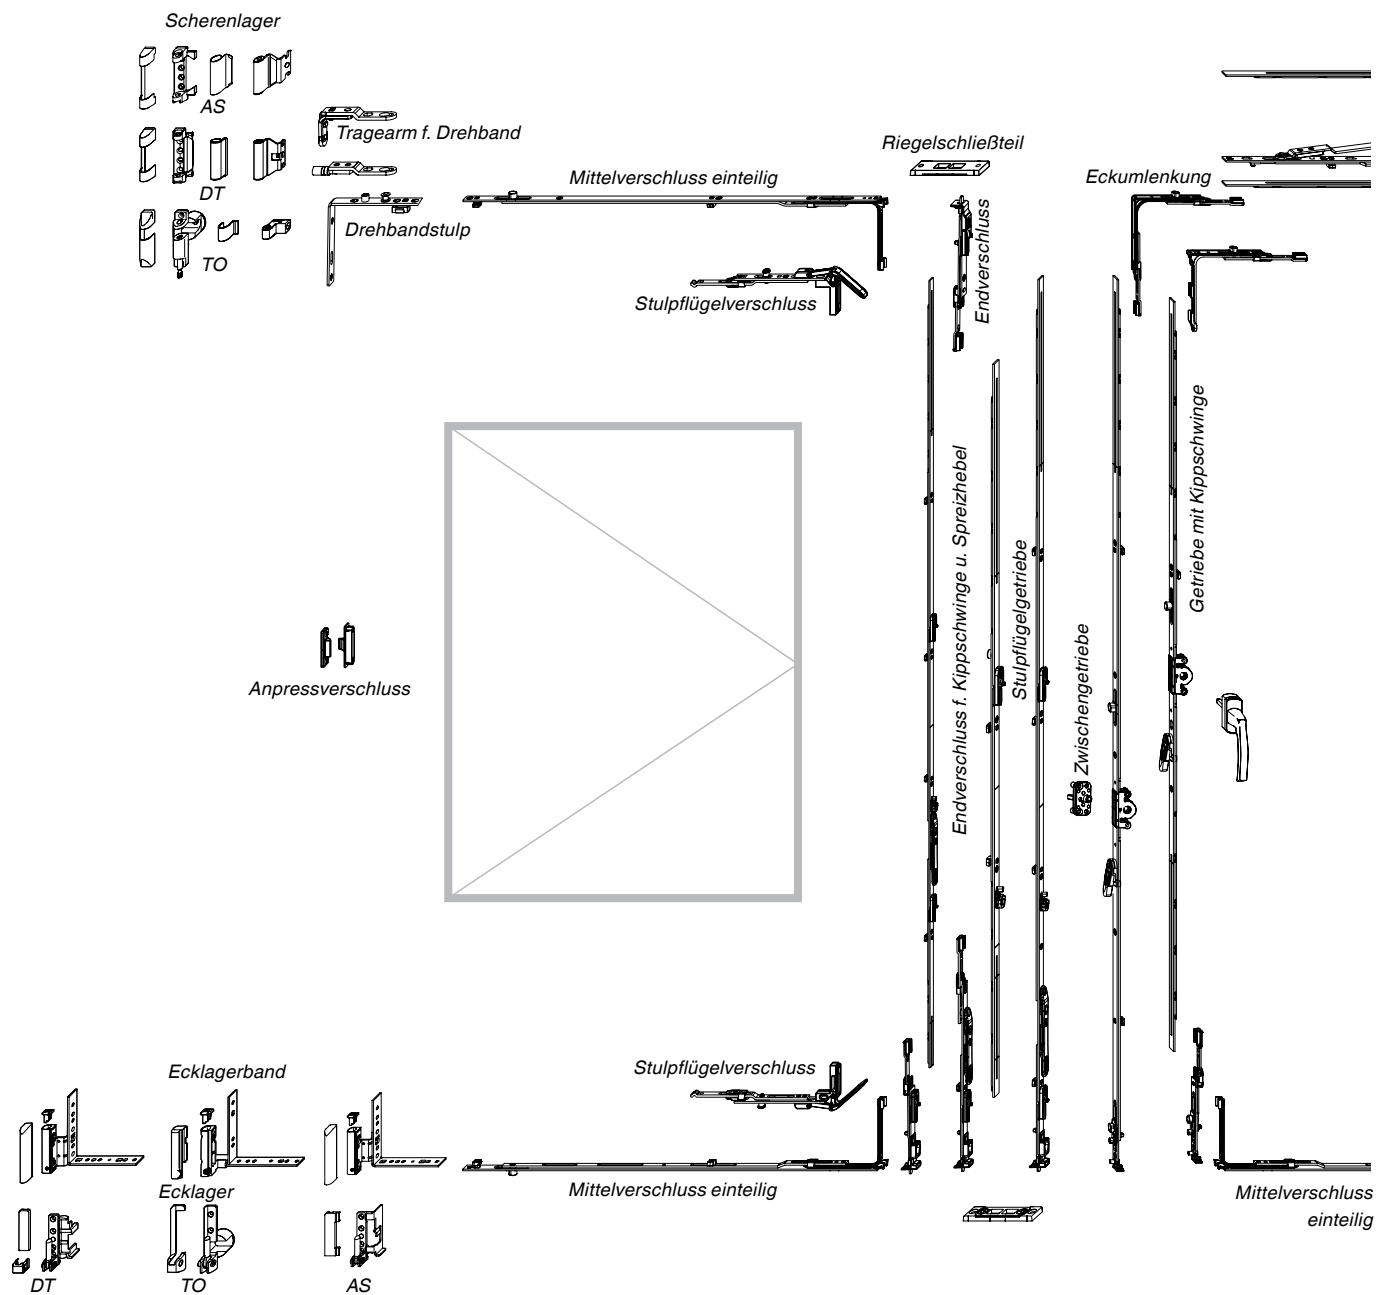 Scherenlager
AS
Tragearm f. Drehband
DT
Drehbandstulp
TO
Mittelverschluss einteilig
Stulpflügelverschluss
Riegelschließteil
Endverschluss
Eckumlenkung
Endverschluss f. Kippschwinge u. Spreizhebel
Stulpflügelgetriebe
Zwischengetriebe
Getriebe mit Kippschwinge
Anpressverschluss
Stulpflügelverschluss
Ecklagerband
Ecklager
Mittelverschluss einteilig
Mittelverschluss
einteilig
DT
TO
AS